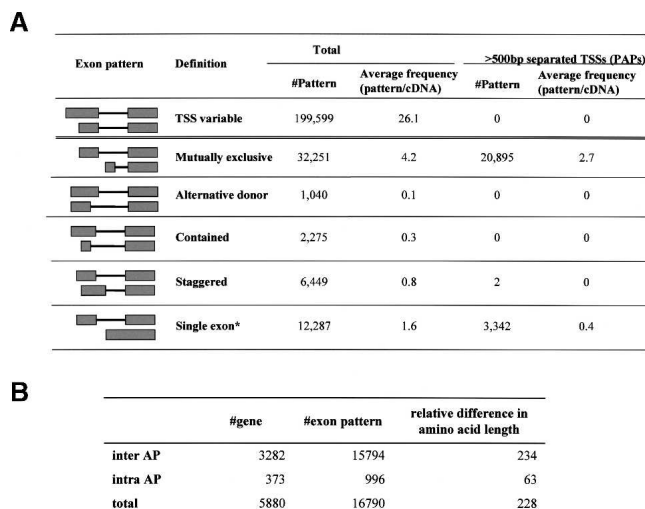 A
Total
>500bp separated TSSs (PAPs)
Exon pattern Definition
#Pattern Average frequency (pattern/cDNA) #Pattern Average frequency (pattern/cDNA)
TSS variable 199,599 26.1 0 0
Mutually exclusive 32,251 4.2 20,895 2.7
Alternative donor 1,040 0.1 0 0
Contained 2,275 0.3 0 0
Staggered 6,449 0.8 2 0
Single exon* 12,287 1.6 3,342 0.4
B
#gene #exon pattern relative difference in amino acid length
inter AP 3282 15794 234
intra AP 373 996 63
total 5880 16790 228